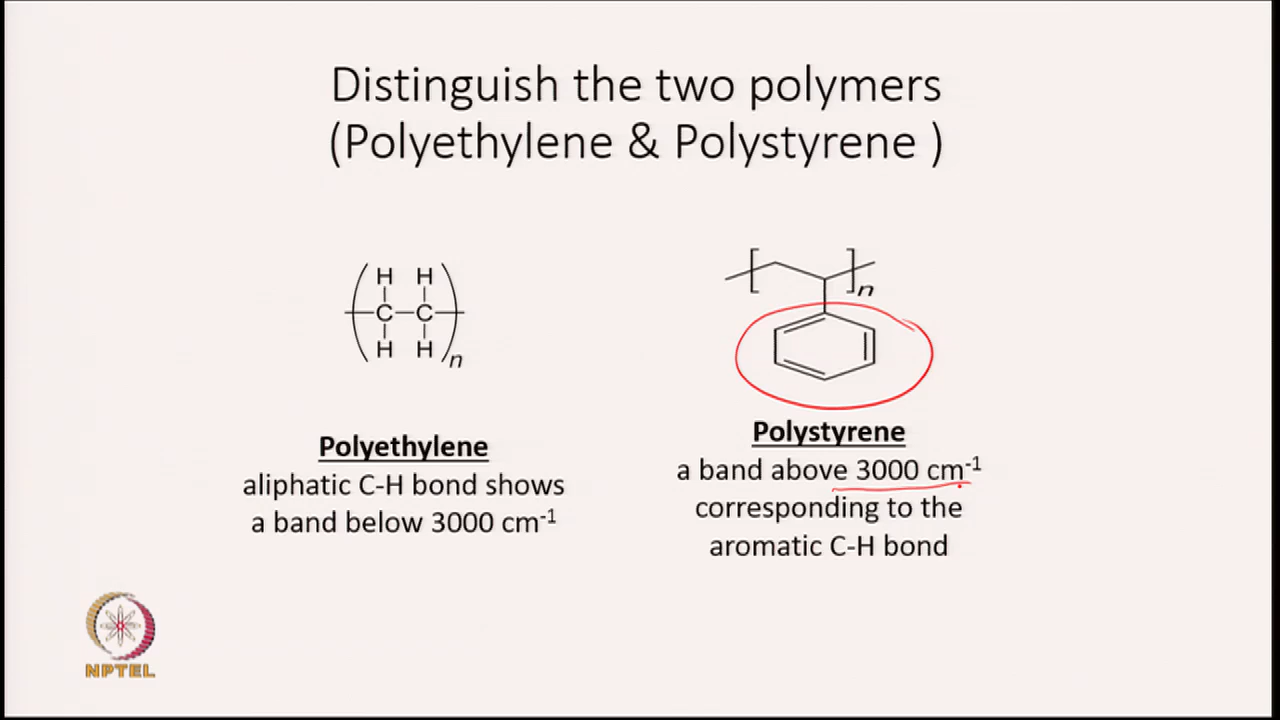 Distinguish the two polymers
(Polyethylene & Polystyrene )
H H
C C
H H
n
n
Polyethylene
aliphatic C-H bond shows
a band below 3000 cm⁻¹
Polystyrene
a band above 3000 cm⁻¹
corresponding to the
aromatic C-H bond
NPTEL